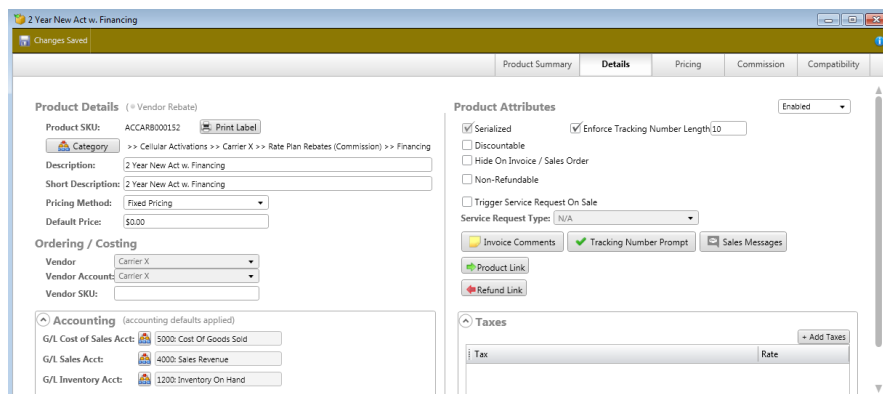 2 Year New Act w. Financing
Changes Saved
Product Summary Details Pricing Commission Compatibility
Product Details (= Vendor Rebate)
Product SKU: ACCARB000152 Print Label
Category >> Cellular Activations >> Carrier X >> Rate Plan Rebates (Commission) >> Financing
Description: 2 Year New Act w. Financing
Short Description: 2 Year New Act w. Financing
Pricing Method: Fixed Pricing
Default Price: $0.00
Ordering / Costing
Vendor Carrier X
Vendor Account: Carrier X
Vendor SKU:
Accounting (accounting defaults applied)
G/L Cost of Sales Acct: 5000: Cost Of Goods Sold
G/L Sales Acct: 4000: Sales Revenue
G/L Inventory Acct: 1200: Inventory On Hand
Product Attributes Enabled
Serialized Enforce Tracking Number Length 10
Discountable
Hide On Invoice / Sales Order
Non-Refundable
Trigger Service Request On Sale
Service Request Type: N/A
Invoice Comments Tracking Number Prompt Sales Messages
Product Link
Refund Link
Taxes
+ Add Taxes
Tax Rate